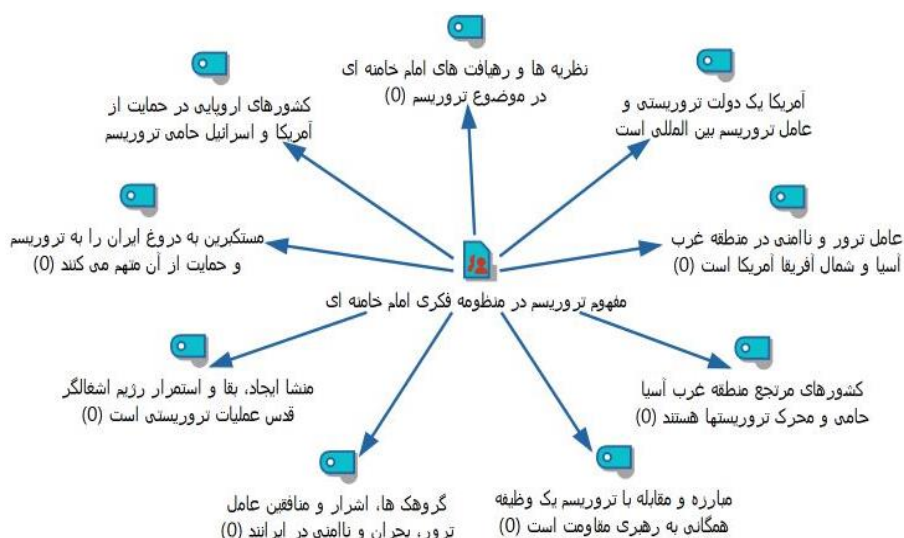 نظریه ها و رهیافت های امام خامنه ای
در موضوع تروریسم (0)
آمریکا یک دولت تروریستی و
عامل تروریسم بین المللی است
کشورهای اروپایی در حمایت از
آمریکا و اسرائیل حامی تروریسم
عامل ترور و ناامنی در منطقه غرب
آسیا و شمال آفریقا آمریکا است (0)
مستکبرین به دروغ ایران را به تروریسم
و حمایت از آن متهم می کنند (0)
مفهوم تروریسم در منظومه فکری امام خامنه ای
کشورهای مرتجع منطقه غرب آسیا
حامی و محرک تروریستها هستند (0)
منشا ایجاد، بقا و استمرار رژیم اشغالگر
قدس عملیات تروریستی است (0)
مبارزه و مقابله با تروریسم یک وظیفه
همگانی به رهبری مقاومت است (0)
گروهک ها، اشرار و منافقین عامل
ترور، بحران و ناامنی در ایرانند (0)